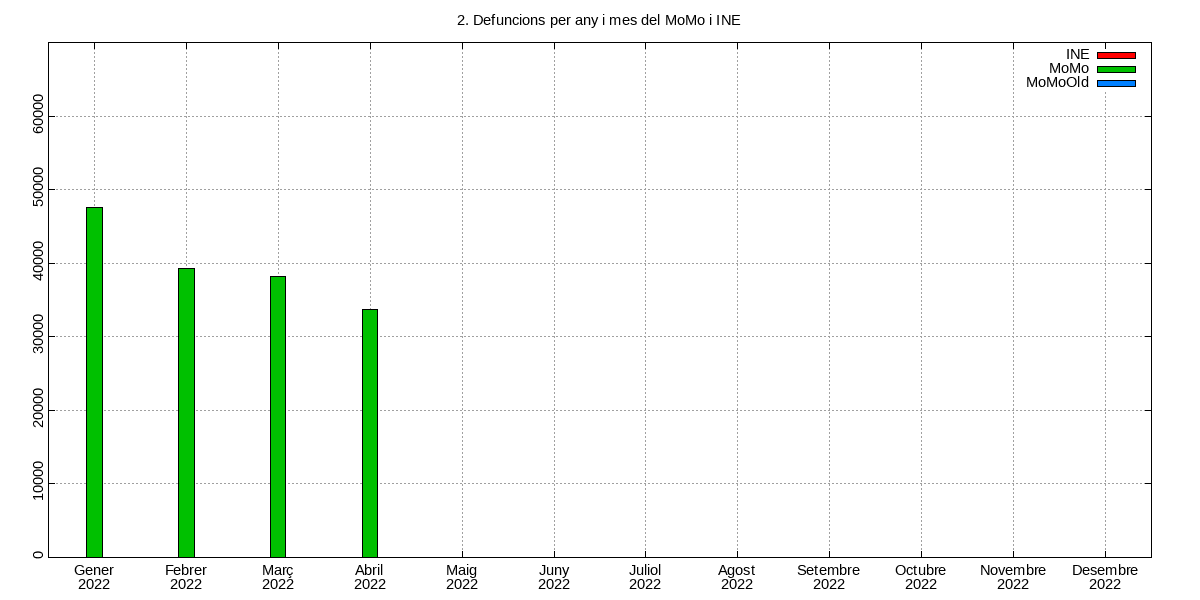 2. Defuncions per any i mes del MoMo i INE
INE
MoMo
MoMoOld
60000
50000
40000
30000
20000
10000
0
Gener Febrer Març Abril Maig Juny Juliol Agost Setembre Octubre Novembre Desembre
2022 2022 2022 2022 2022 2022 2022 2022 2022 2022 2022 2022